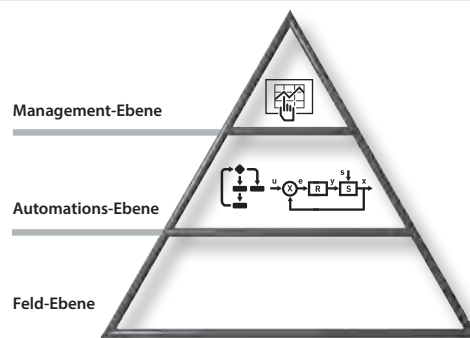 Management-Ebene
Automations-Ebene
u
X
e
R
y
s
S
x
Feld-Ebene